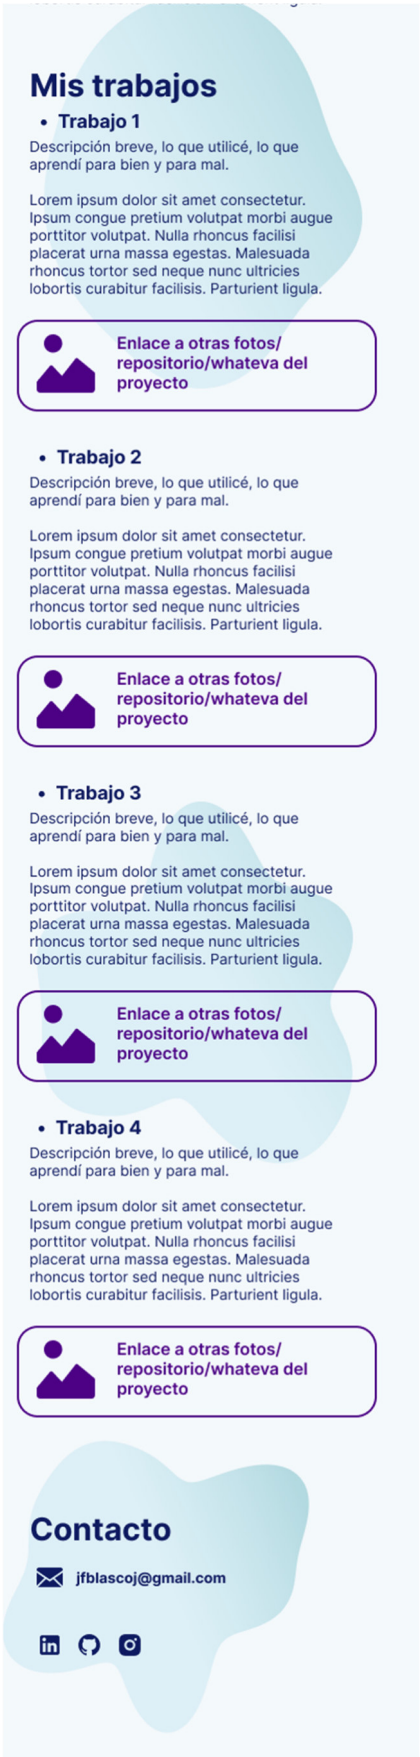 Mis trabajos
• Trabajo 1
Descripción breve, lo que utilicé, lo que
aprendí para bien y para mal.
Lorem ipsum dolor sit amet consectetur.
Ipsum congue pretium volutpat morbi augue
porttitor volutpat. Nulla rhoncus facilisi
placerat urna massa egestas. Malesuada
rhoncus tortor sed neque nunc ultricies
lobortis curabitur facilisis. Parturient ligula.
Enlace a otras fotos/
repositorio/whateva del
proyecto
• Trabajo 2
Descripción breve, lo que utilicé, lo que
aprendí para bien y para mal.
Lorem ipsum dolor sit amet consectetur.
Ipsum congue pretium volutpat morbi augue
porttitor volutpat. Nulla rhoncus facilisi
placerat urna massa egestas. Malesuada
rhoncus tortor sed neque nunc ultricies
lobortis curabitur facilisis. Parturient ligula.
Enlace a otras fotos/
repositorio/whateva del
proyecto
• Trabajo 3
Descripción breve, lo que utilicé, lo que
aprendí para bien y para mal.
Lorem ipsum dolor sit amet consectetur.
Ipsum congue pretium volutpat morbi augue
porttitor volutpat. Nulla rhoncus facilisi
placerat urna massa egestas. Malesuada
rhoncus tortor sed neque nunc ultricies
lobortis curabitur facilisis. Parturient ligula.
Enlace a otras fotos/
repositorio/whateva del
proyecto
• Trabajo 4
Descripción breve, lo que utilicé, lo que
aprendí para bien y para mal.
Lorem ipsum dolor sit amet consectetur.
Ipsum congue pretium volutpat morbi augue
porttitor volutpat. Nulla rhoncus facilisi
placerat urna massa egestas. Malesuada
rhoncus tortor sed neque nunc ultricies
lobortis curabitur facilisis. Parturient ligula.
Enlace a otras fotos/
repositorio/whateva del
proyecto
Contacto
jfblascoj@gmail.com
in